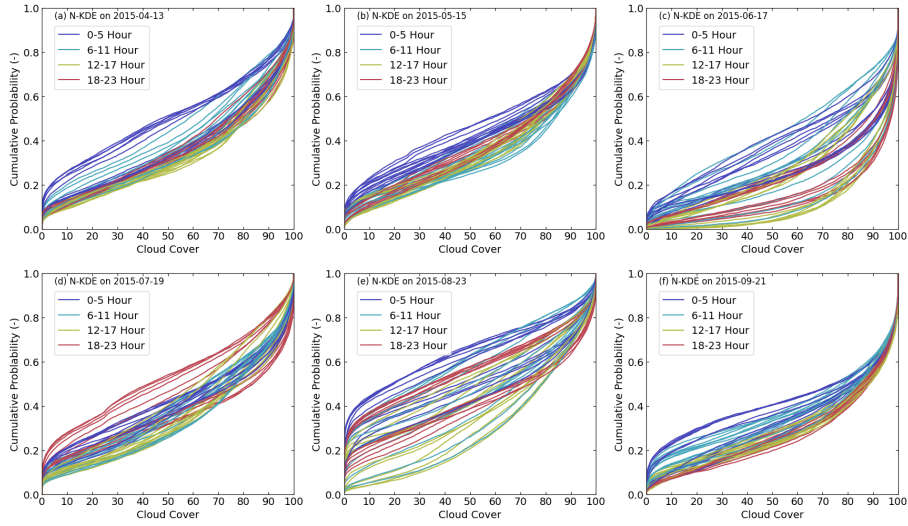 (a) N-KDE on 2015-04-13
0-5 Hour
6-11 Hour
12-17 Hour
18-23 Hour
Cumulative Problability (-)
1.0
0.8
0.6
0.4
0.2
0.0
0 10 20 30 40 50 60 70 80 90 100
Cloud Cover
(b) N-KDE on 2015-05-15
0-5 Hour
6-11 Hour
12-17 Hour
18-23 Hour
Cumulative Problability (-)
1.0
0.8
0.6
0.4
0.2
0.0
0 10 20 30 40 50 60 70 80 90 100
Cloud Cover
(c) N-KDE on 2015-06-17
0-5 Hour
6-11 Hour
12-17 Hour
18-23 Hour
Cumulative Problability (-)
1.0
0.8
0.6
0.4
0.2
0.0
0 10 20 30 40 50 60 70 80 90 100
Cloud Cover
(d) N-KDE on 2015-07-19
0-5 Hour
6-11 Hour
12-17 Hour
18-23 Hour
Cumulative Problability (-)
1.0
0.8
0.6
0.4
0.2
0.0
0 10 20 30 40 50 60 70 80 90 100
Cloud Cover
(e) N-KDE on 2015-08-23
0-5 Hour
6-11 Hour
12-17 Hour
18-23 Hour
Cumulative Problability (-)
1.0
0.8
0.6
0.4
0.2
0.0
0 10 20 30 40 50 60 70 80 90 100
Cloud Cover
(f) N-KDE on 2015-09-21
0-5 Hour
6-11 Hour
12-17 Hour
18-23 Hour
Cumulative Problability (-)
1.0
0.8
0.6
0.4
0.2
0.0
0 10 20 30 40 50 60 70 80 90 100
Cloud Cover